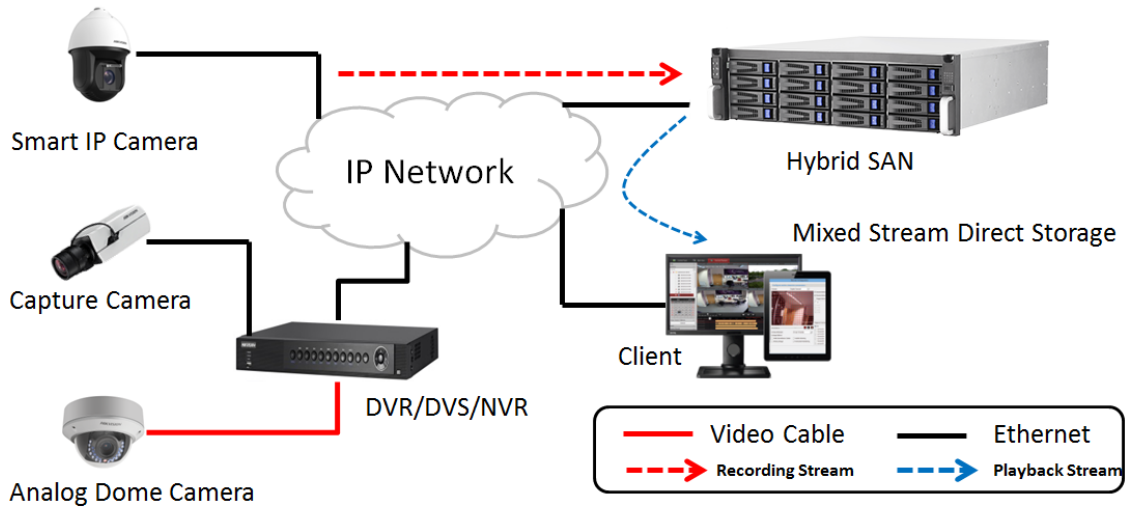 Smart IP Camera
IP Network
Hybrid SAN
Mixed Stream Direct Storage
Capture Camera
Client
DVR/DVS/NVR
Analog Dome Camera
Video Cable
Ethernet
Recording Stream
Playback Stream